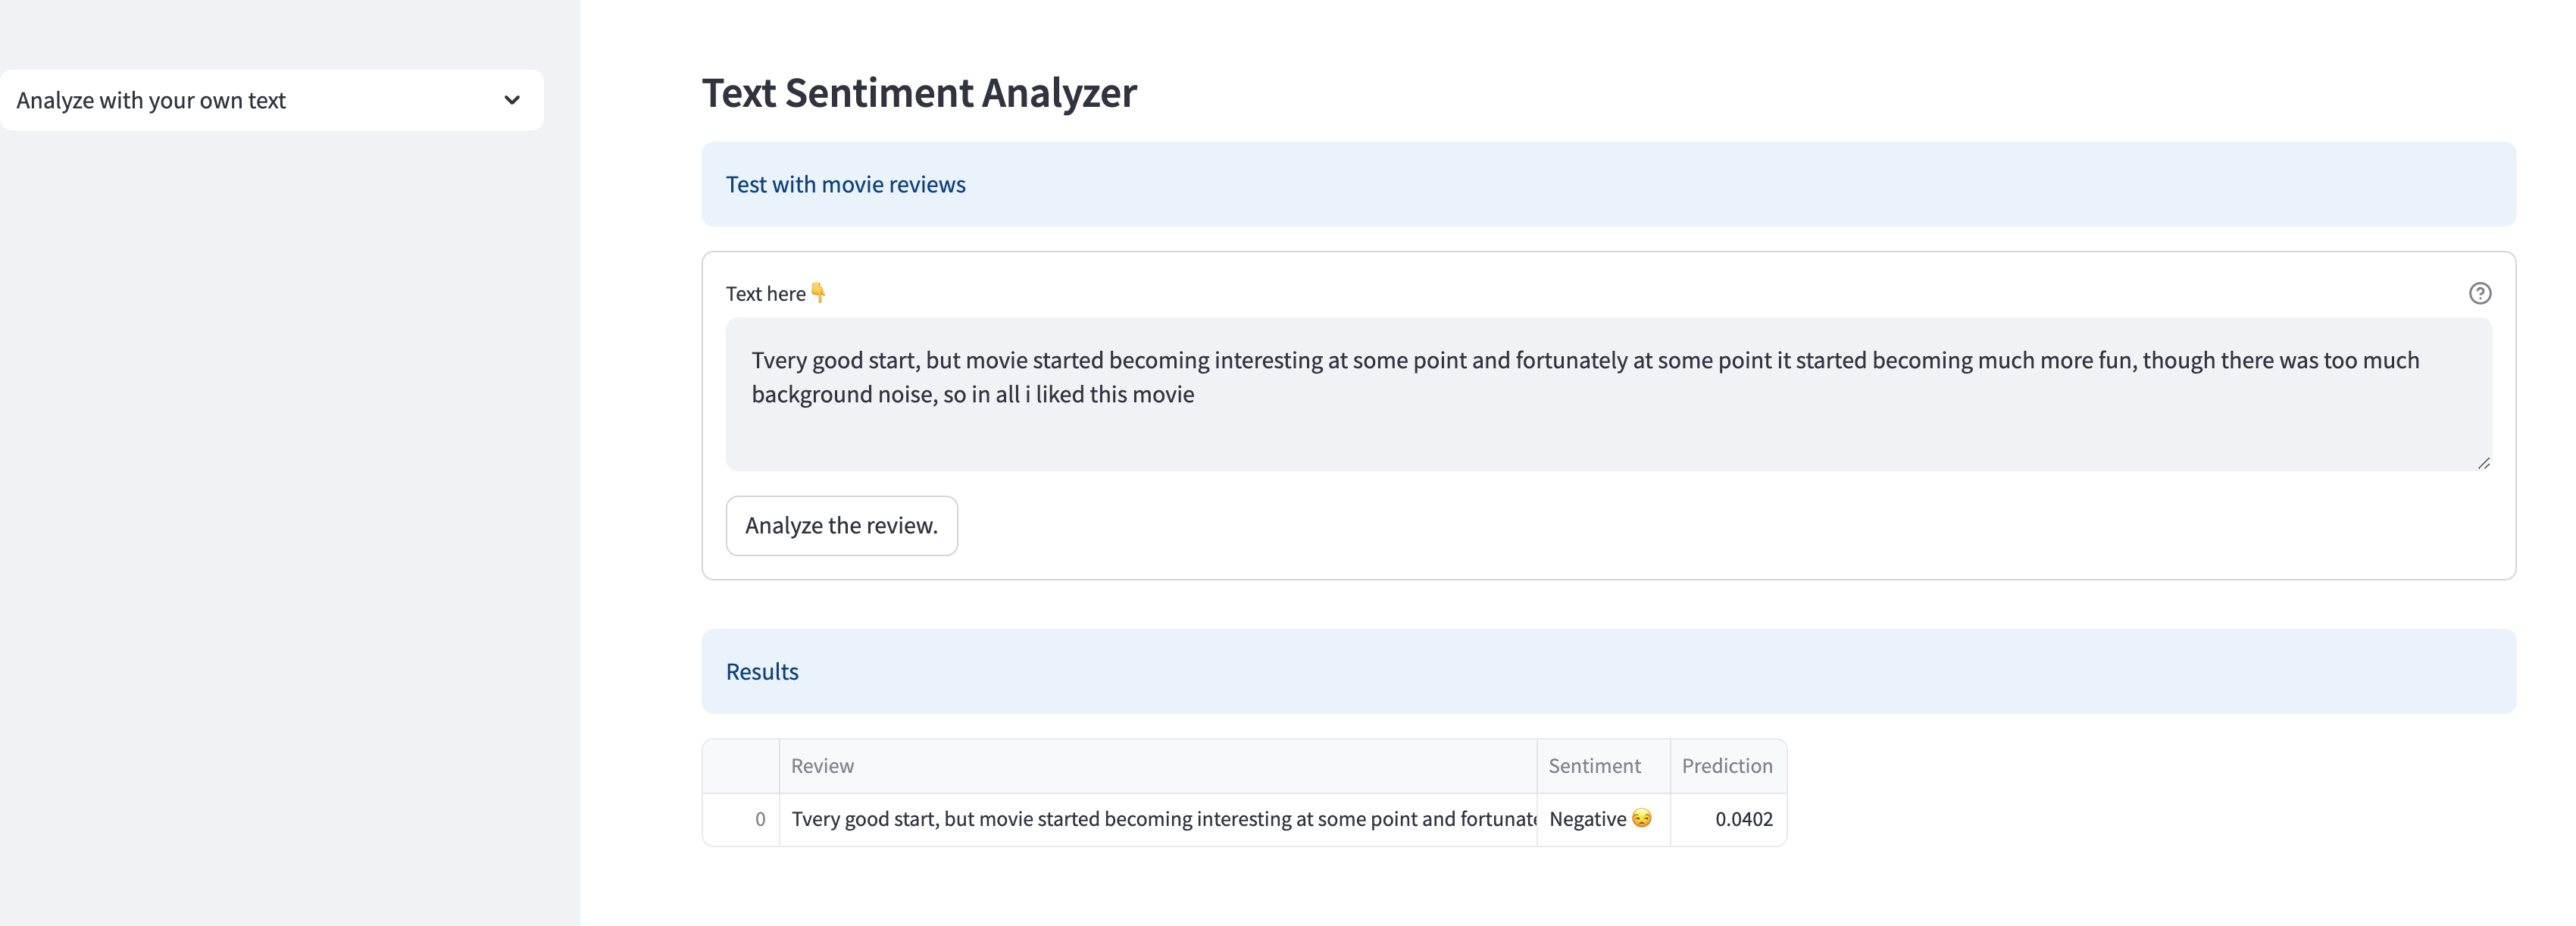 Analyze with your own text
Text Sentiment Analyzer
Test with movie reviews
Text here👇
Tvery good start, but movie started becoming interesting at some point and fortunately at some point it started becoming much more fun, though there was too much
background noise, so in all i liked this movie
Analyze the review.
Results
Review Sentiment Prediction
0 Tvery good start, but movie started becoming interesting at some point and fortunate Negative 😒 0.0402